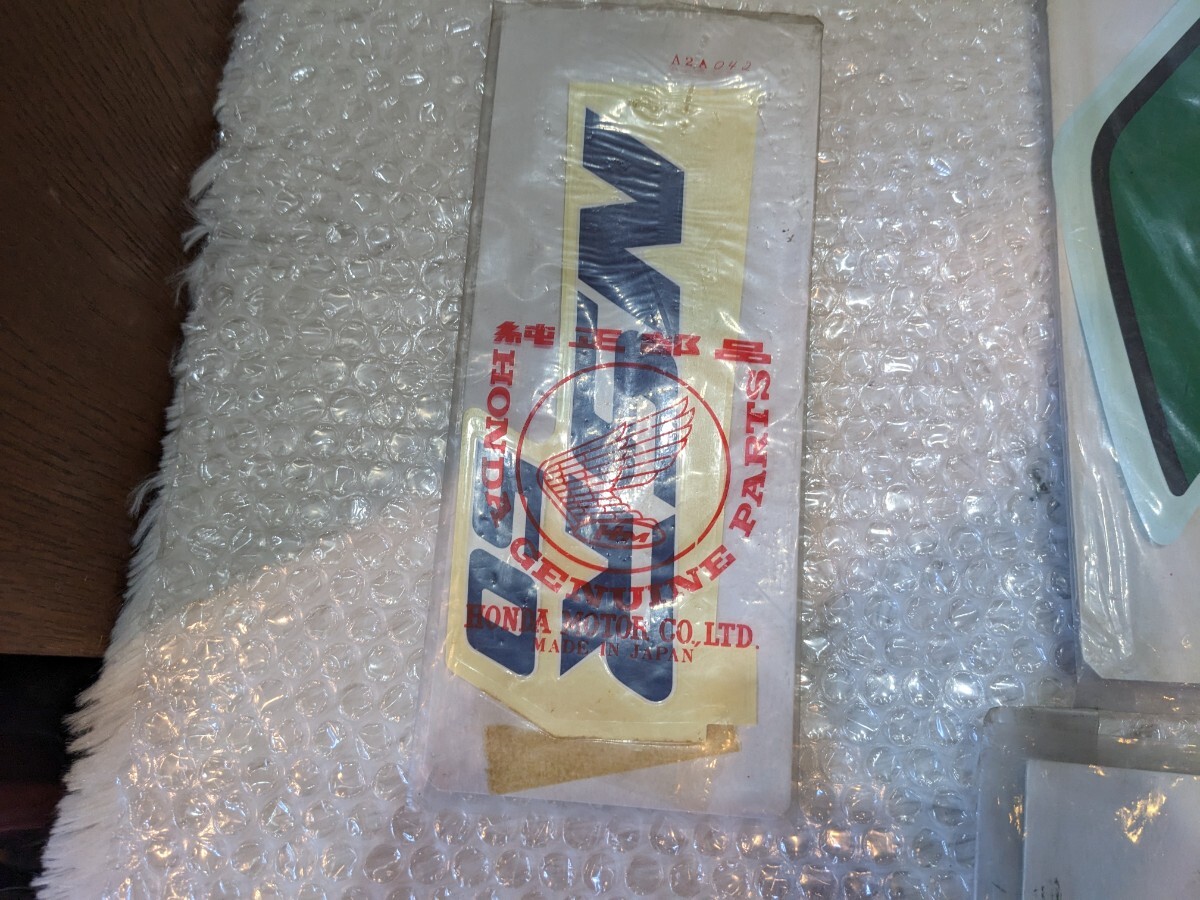 A2A042
純正部品
HONDA GENUINE PARTS
HONDA MOTOR CO., LTD.
MADE IN JAPAN